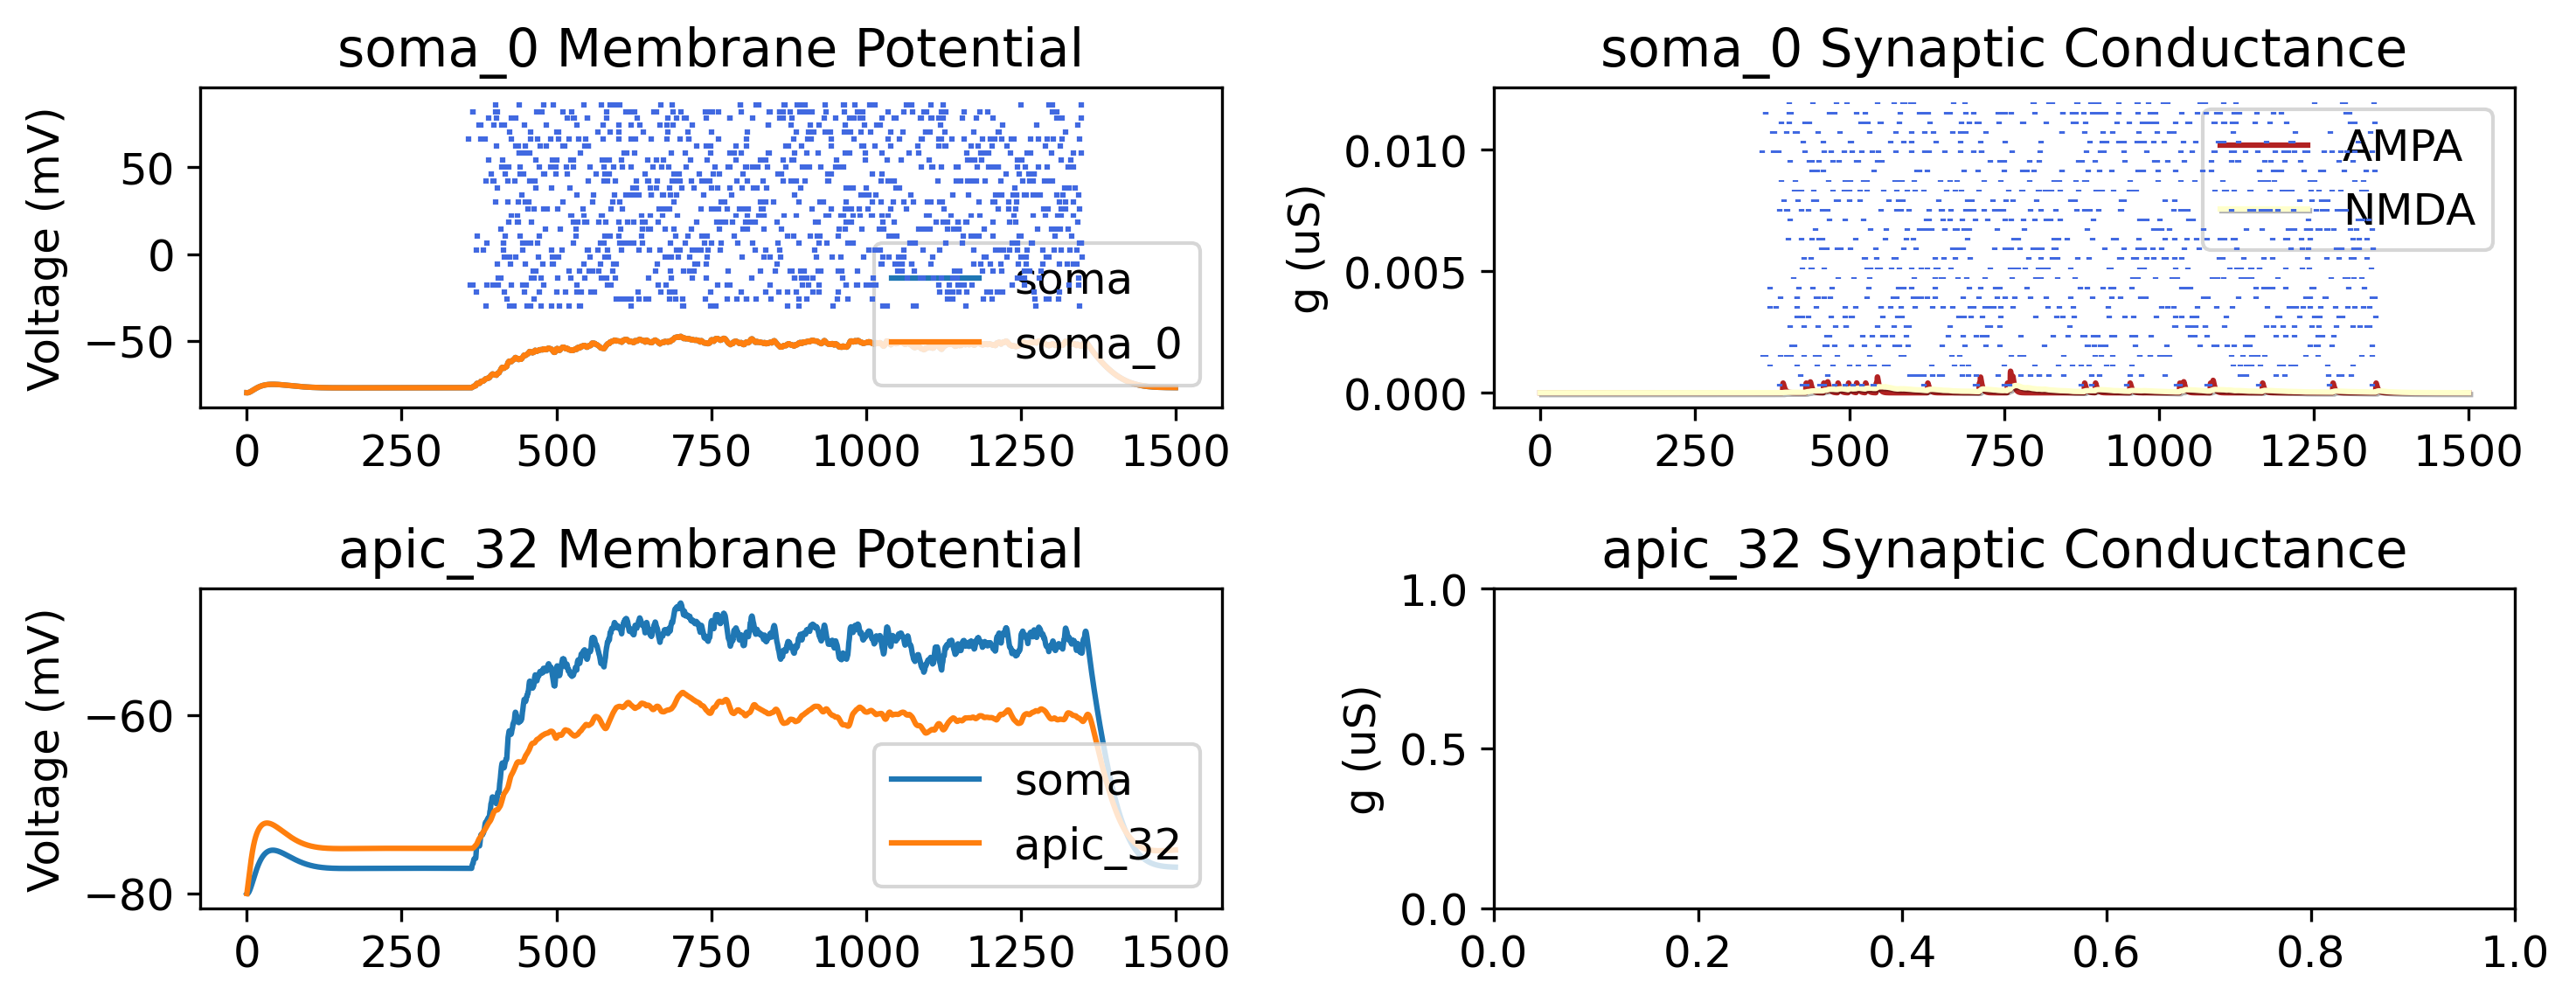 soma_0 Membrane Potential
Voltage (mV)
50
0
−50
0 250 500 750 1000 1250 1500
soma
soma_0
soma_0 Synaptic Conductance
g (uS)
0.010
0.005
0.000
0 250 500 750 1000 1250 1500
AMPA
NMDA
apic_32 Membrane Potential
Voltage (mV)
−60
−80
0 250 500 750 1000 1250 1500
soma
apic_32
apic_32 Synaptic Conductance
g (uS)
1.0
0.5
0.0
0.0 0.2 0.4 0.6 0.8 1.0